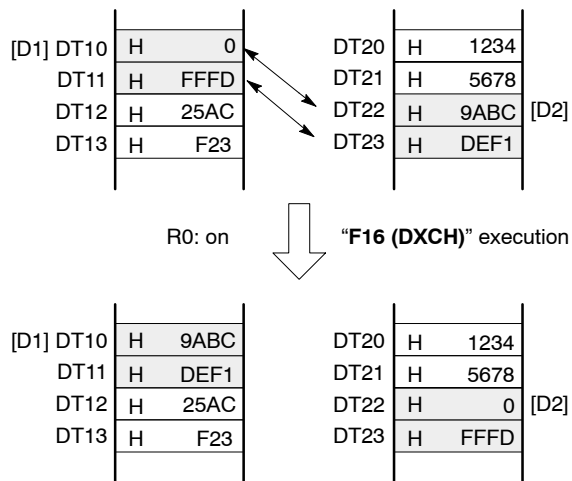 [D1] DT10 H 0 DT20 H 1234
DT11 H FFFD DT21 H 5678
DT12 H 25AC DT22 H 9ABC [D2]
DT13 H F23 DT23 H DEF1
R0: on "F16 (DXCH)" execution
[D1] DT10 H 9ABC DT20 H 1234
DT11 H DEF1 DT21 H 5678
DT12 H 25AC DT22 H 0 [D2]
DT13 H F23 DT23 H FFFD